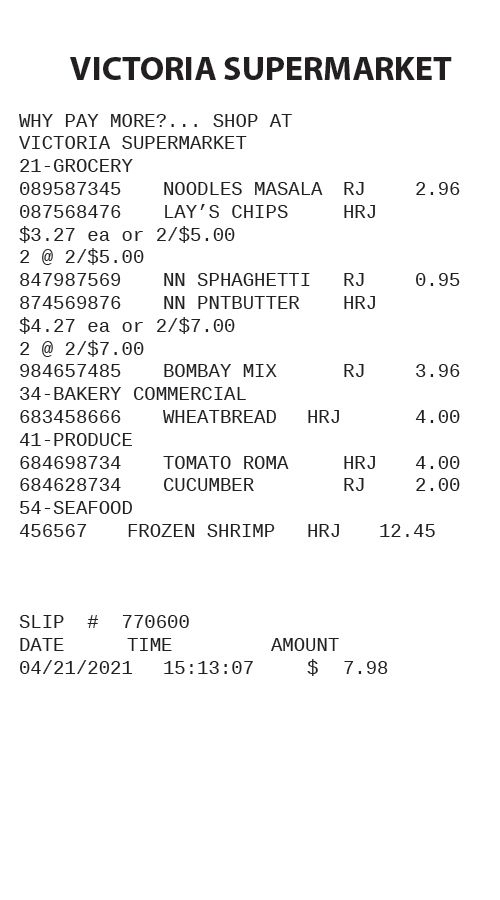 VICTORIA SUPERMARKET
WHY PAY MORE?... SHOP AT
VICTORIA SUPERMARKET
21-GROCERY
089587345 NOODLES MASALA RJ 2.96
087568476 LAY’S CHIPS HRJ
$3.27 ea or 2/$5.00
2 @ 2/$5.00
847987569 NN SPHAGHETTI RJ 0.95
874569876 NN PNTBUTTER HRJ
$4.27 ea or 2/$7.00
2 @ 2/$7.00
984657485 BOMBAY MIX RJ 3.96
34-BAKERY COMMERCIAL
683458666 WHEATBREAD HRJ 4.00
41-PRODUCE
684698734 TOMATO ROMA HRJ 4.00
684628734 CUCUMBER RJ 2.00
54-SEAFOOD
456567 FROZEN SHRIMP HRJ 12.45
SLIP # 770600
DATE TIME AMOUNT
04/21/2021 15:13:07 $ 7.98